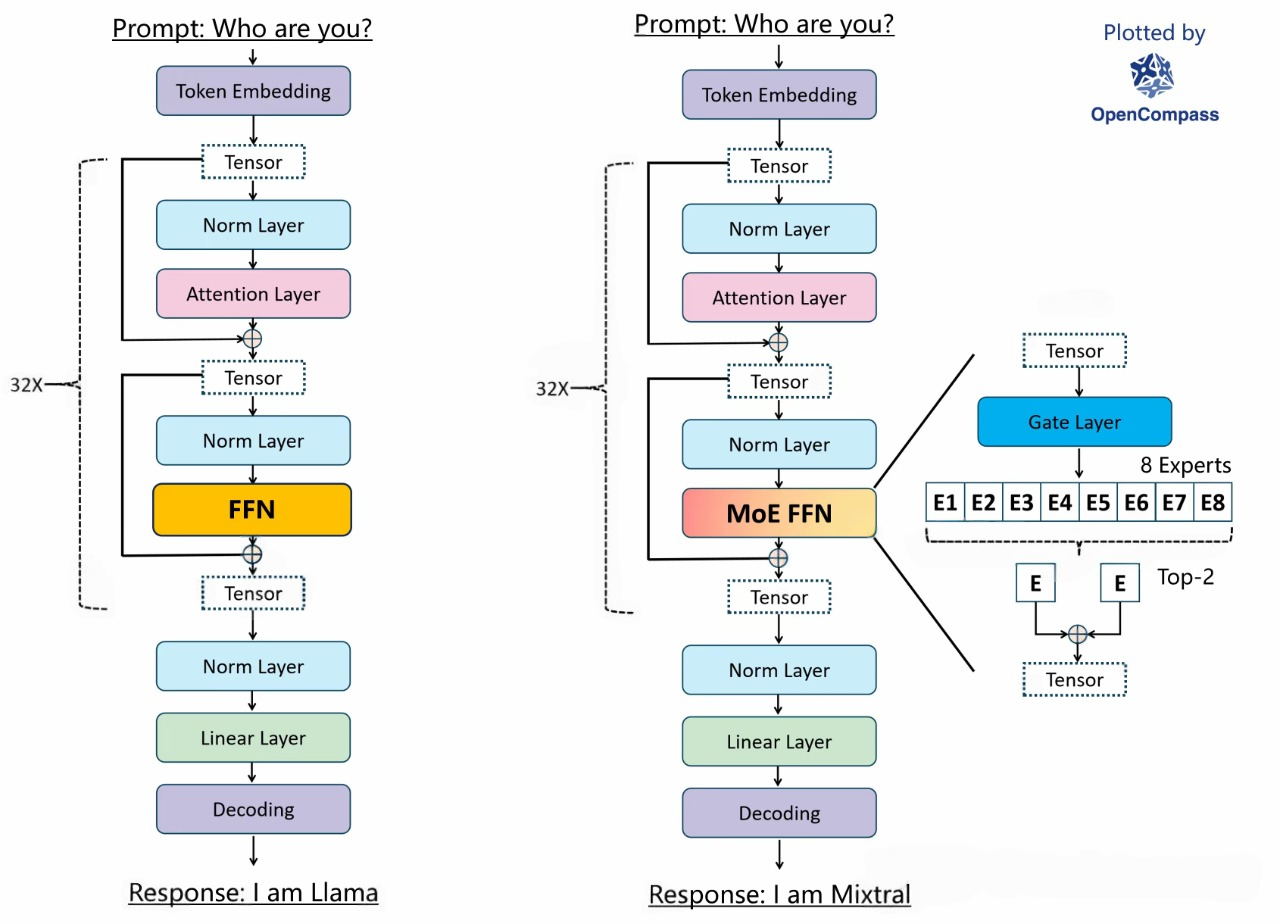 Prompt: Who are you?
Token Embedding
Tensor
Norm Layer
Attention Layer
32X
Tensor
Norm Layer
FFN
Tensor
Norm Layer
Linear Layer
Decoding
Response: I am Llama
Prompt: Who are you?
Token Embedding
Tensor
Norm Layer
Attention Layer
32X
Tensor
Norm Layer
MoE FFN
Tensor
Norm Layer
Linear Layer
Decoding
Response: I am Mixtral
Plotted by
OpenCompass
Tensor
Gate Layer
8 Experts
E1 E2 E3 E4 E5 E6 E7 E8
E E Top-2
Tensor